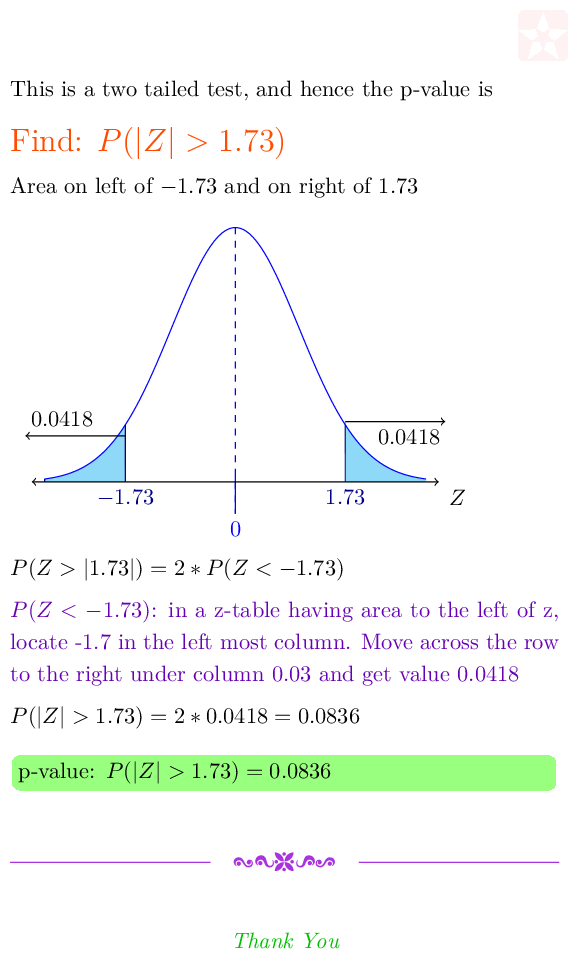 This is a two tailed test, and hence the p-value is
Find: P(|Z| > 1.73)
Area on left of −1.73 and on right of 1.73
0.0418
0.0418
−1.73
1.73
Z
0
P(Z > |1.73|) = 2 ∗ P(Z < −1.73)
P(Z < −1.73): in a z-table having area to the left of z,
locate -1.7 in the left most column. Move across the row
to the right under column 0.03 and get value 0.0418
P(|Z| > 1.73) = 2 ∗ 0.0418 = 0.0836
p-value: P(|Z| > 1.73) = 0.0836
Thank You